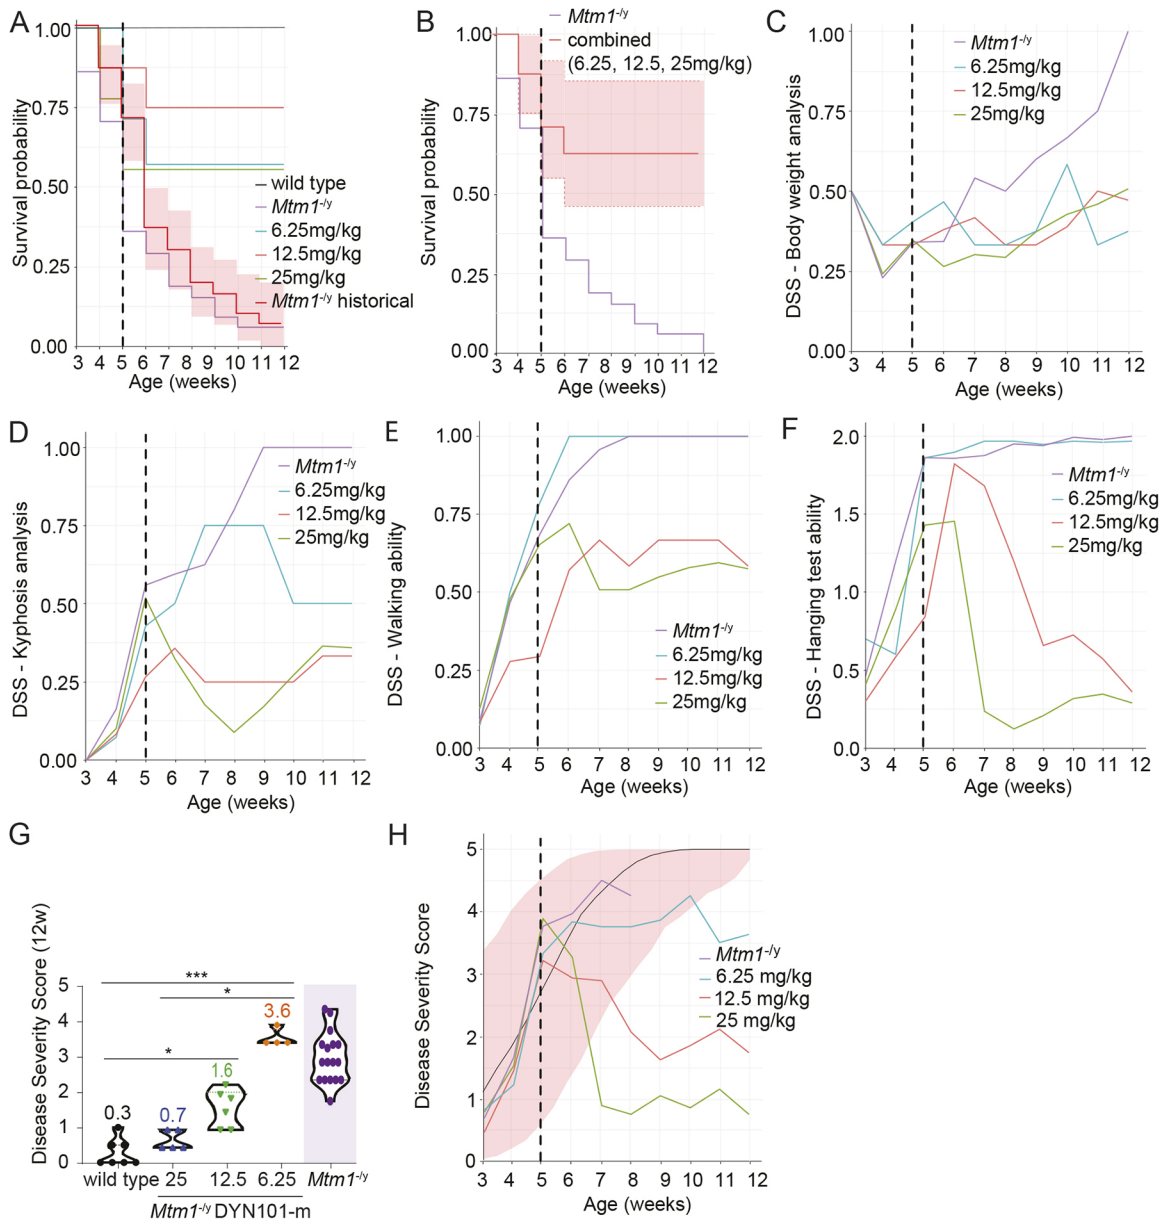 A
1.00
0.75
0.50
0.25
0.00
3 4 5 6 7 8 9 10 11 12
Survival probability
Age (weeks)
wild type
Mtm1-/y
6.25mg/kg
12.5mg/kg
25mg/kg
Mtm1-/y historical
B
Mtm1-/y
combined
(6.25, 12.5, 25mg/kg)
1.00
0.75
0.50
0.25
0.00
3 4 5 6 7 8 9 10 11 12
Survival probability
Age (weeks)
C
1.00
0.75
0.50
0.25
0.00
3 4 5 6 7 8 9 10 11 12
DSS - Body weight analysis
Age (weeks)
Mtm1-/y
6.25mg/kg
12.5mg/kg
25mg/kg
D
1.00
0.75
0.50
0.25
0.00
3 4 5 6 7 8 9 10 11 12
DSS - Kyphosis analysis
Age (weeks)
Mtm1-/y
6.25mg/kg
12.5mg/kg
25mg/kg
E
1.00
0.75
0.50
0.25
0.00
3 4 5 6 7 8 9 10 11 12
DSS - Walking ability
Age (weeks)
Mtm1-/y
6.25mg/kg
12.5mg/kg
25mg/kg
F
2.0
1.5
1.0
0.5
0.0
3 4 5 6 7 8 9 10 11 12
DSS - Hanging test ability
Age (weeks)
Mtm1-/y
6.25mg/kg
12.5mg/kg
25mg/kg
G
Disease Severity Score (12w)
5
4
3
2
1
0
***
*
*
0.3
0.7
1.6
3.6
wild type 25 12.5 6.25 Mtm1-/y
Mtm1-/y DYN101-m
H
5
4
3
2
1
0
3 4 5 6 7 8 9 10 11 12
Disease Severity Score
Age (weeks)
Mtm1-/y
6.25 mg/kg
12.5 mg/kg
25 mg/kg